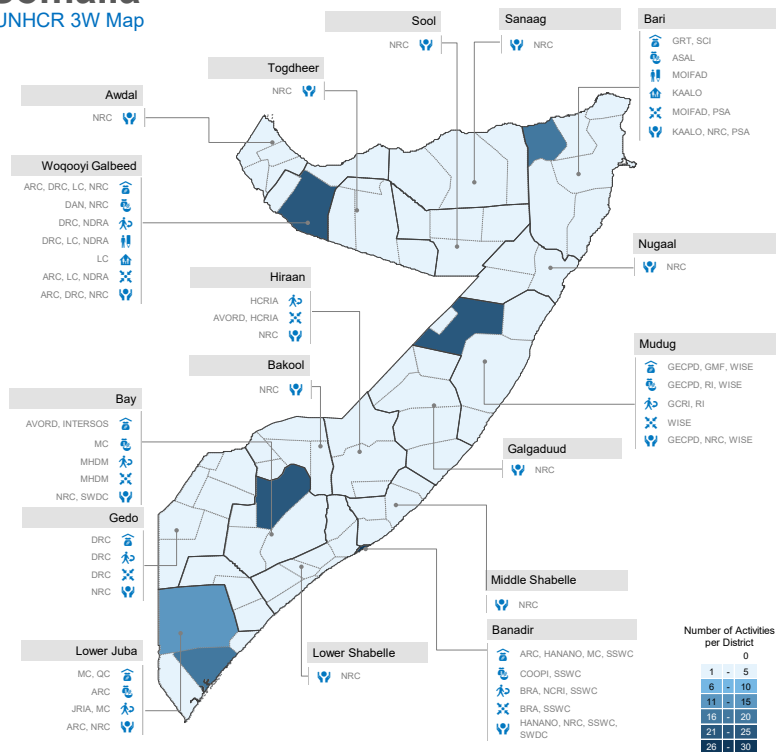 UNHCR 3W Map
Sool
NRC
Sanaag
NRC
Bari
GRT, SCI
ASAL
MOIFAD
KAALO
MOIFAD, PSA
KAALO, NRC, PSA
Togdheer
NRC
Awdal
NRC
Woqooyi Galbeed
ARC, DRC, LC, NRC
DAN, NRC
DRC, NDRA
DRC, LC, NDRA
LC
ARC, LC, NDRA
ARC, DRC, NRC
Nugaal
NRC
Hiraan
HCRIA
AVORD, HCRIA
NRC
Mudug
GECPD, GMF, WISE
GECPD, RI, WISE
GCRI, RI
WISE
GECPD, NRC, WISE
Bakool
NRC
Bay
AVORD, INTERSOS
MC
MHDM
MHDM
NRC, SWDC
Galgaduud
NRC
Gedo
DRC
DRC
DRC
NRC
Middle Shabelle
NRC
Banadir
ARC, HANANO, MC, SSWC
COOPI, SSWC
BRA, NCRI, SSWC
BRA, SSWC
HANANO, NRC, SSWC,
SWDC
Lower Juba
MC, QC
ARC
JRIA, MC
ARC, NRC
Lower Shabelle
NRC
Number of Activities
per District
0
1 - 5
6 - 10
11 - 15
16 - 20
21 - 25
26 - 30